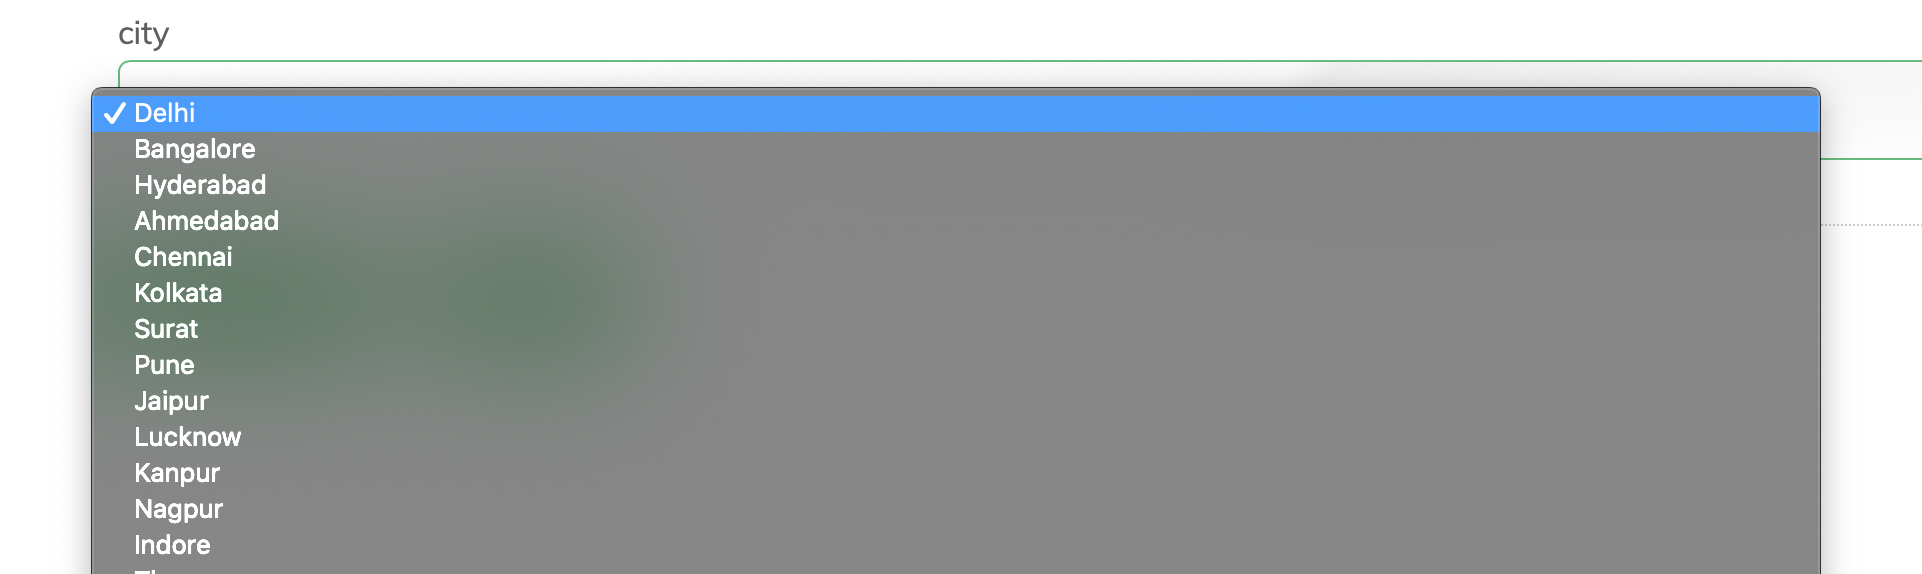 city
Delhi
Bangalore
Hyderabad
Ahmedabad
Chennai
Kolkata
Surat
Pune
Jaipur
Lucknow
Kanpur
Nagpur
Indore